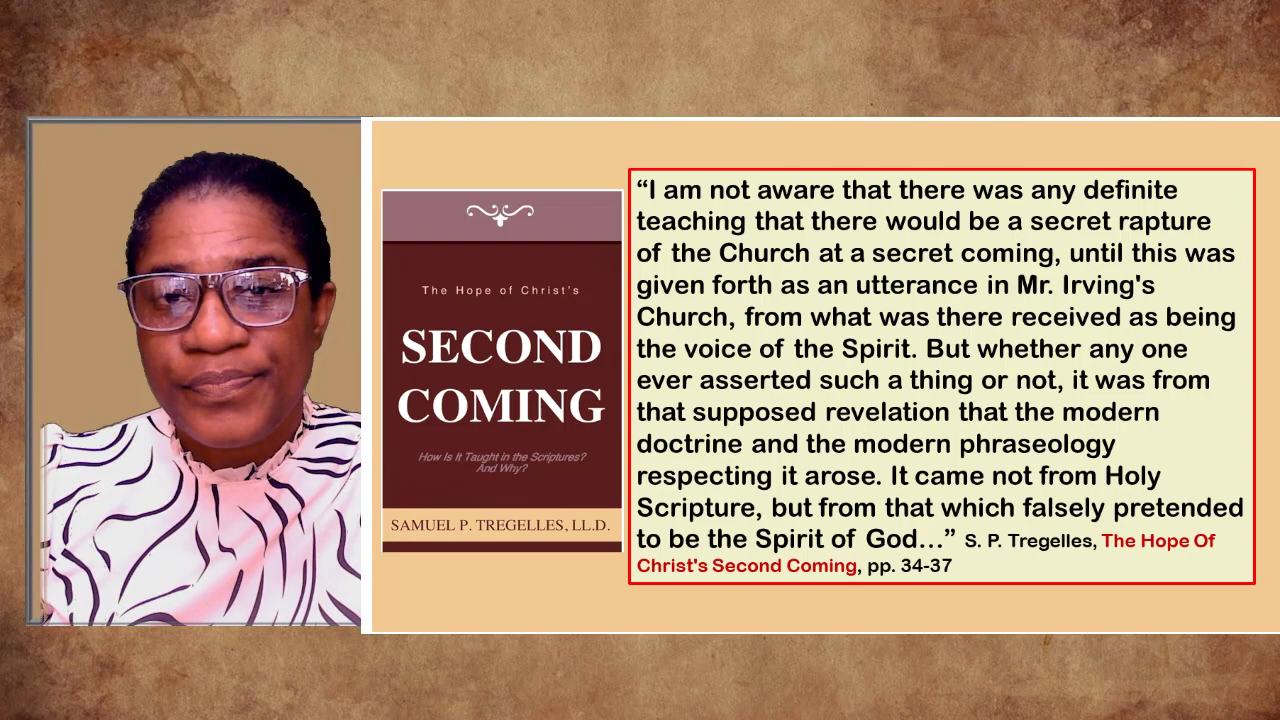 The Hope of Christ's
SECOND
COMING
How Is It Taught in the Scriptures?
And Why?
SAMUEL P. TREGELLES, LL.D.
“I am not aware that there was any definite
teaching that there would be a secret rapture
of the Church at a secret coming, until this was
given forth as an utterance in Mr. Irving's
Church, from what was there received as being
the voice of the Spirit. But whether any one
ever asserted such a thing or not, it was from
that supposed revelation that the modern
doctrine and the modern phraseology
respecting it arose. It came not from Holy
Scripture, but from that which falsely pretended
to be the Spirit of God…” S. P. Tregelles, The Hope Of
Christ's Second Coming, pp. 34-37